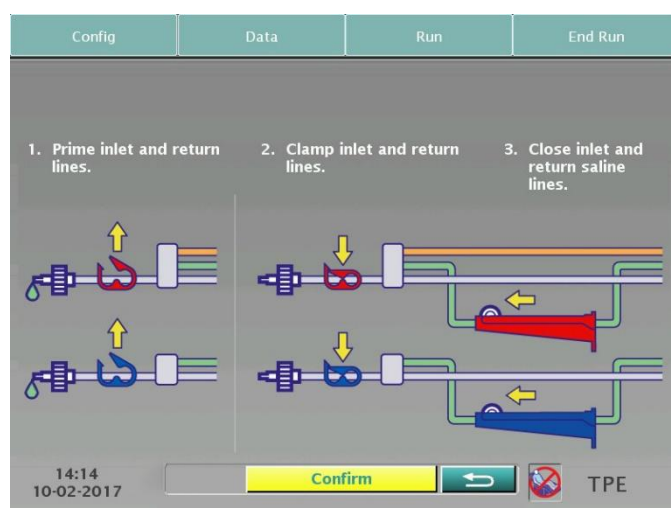 Config
Data
Run
End Run
1. Prime inlet and return
lines.
2. Clamp inlet and return
lines.
3. Close inlet and
return saline
lines.
14:14
10-02-2017
Confirm
TPE